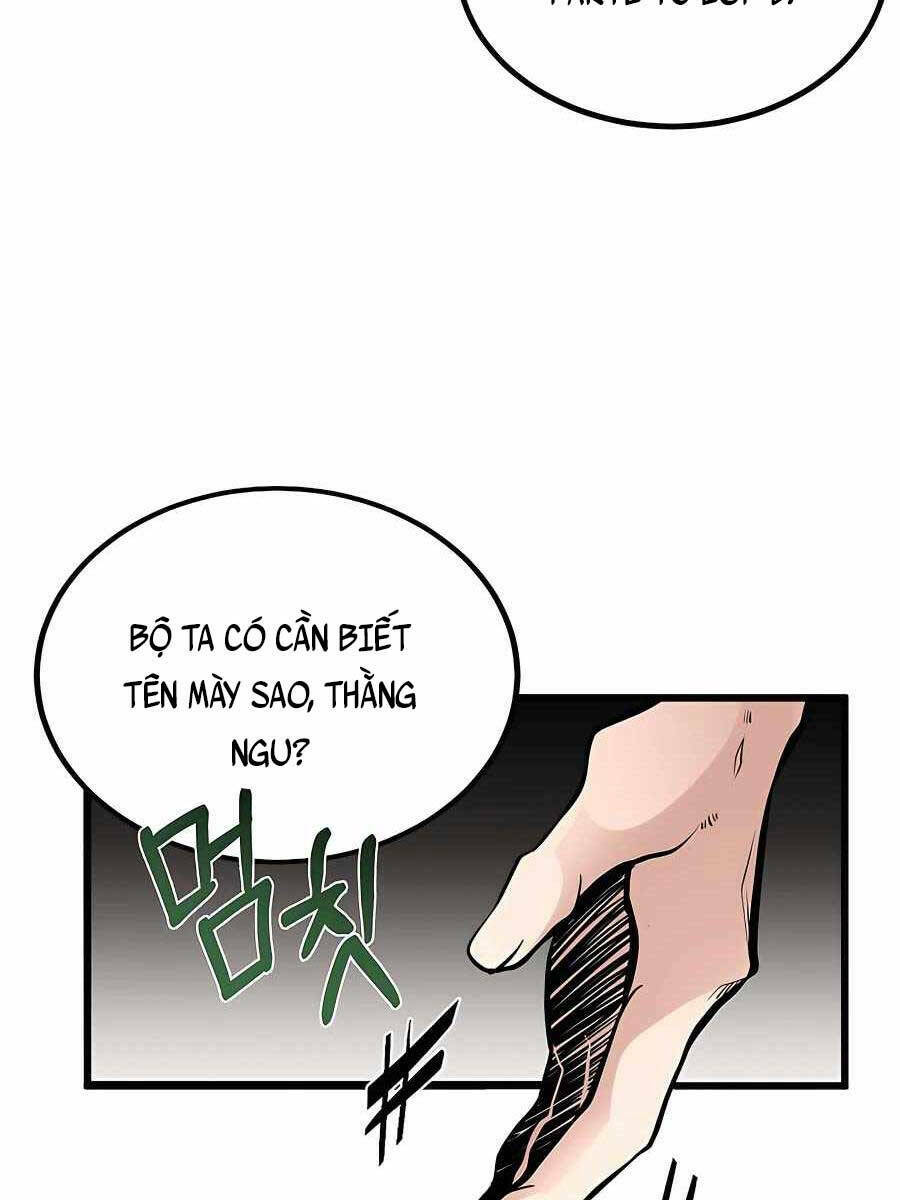 BỘ TA CÓ CẦN BIẾT
TÊN MÀY SAO, THẰNG
NGU?
멈칫